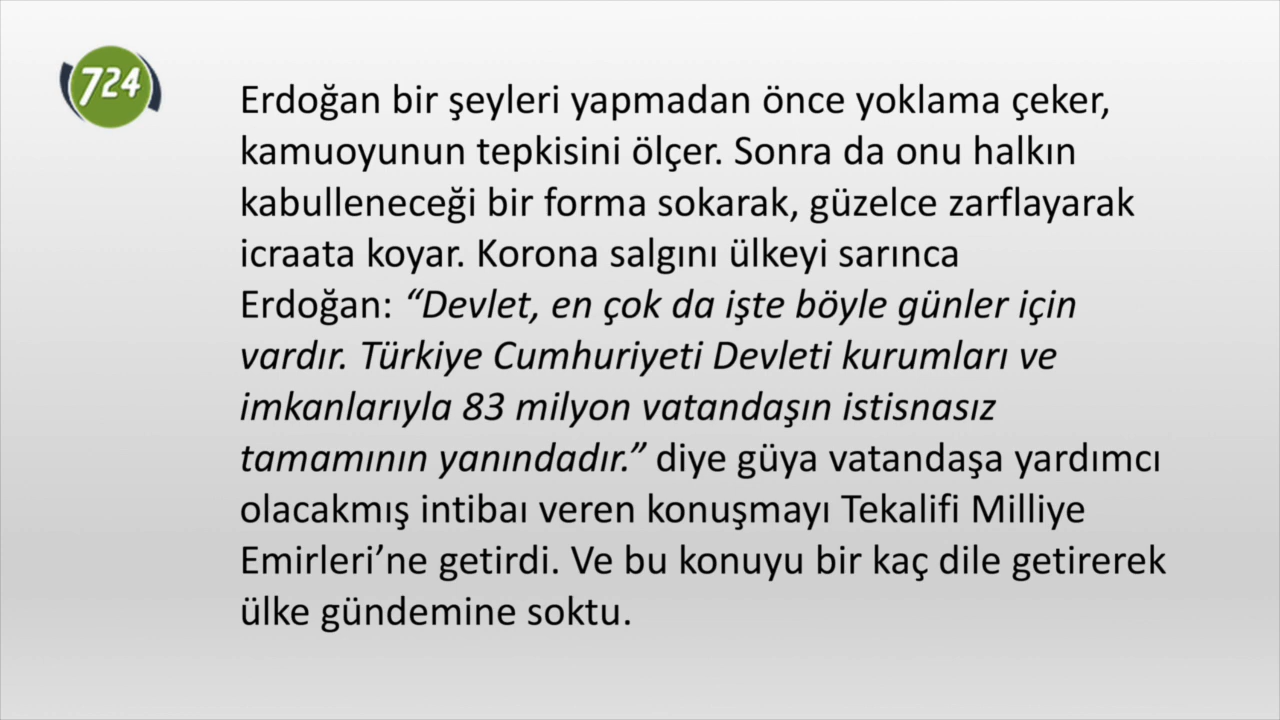 724
Erdoğan bir şeyleri yapmadan önce yoklama çeker,
kamuoyunun tepkisini ölçer. Sonra da onu halkın
kabulleneceği bir forma sokarak, güzelce zarflayarak
icraata koyar. Korona salgını ülkeyi sarınca
Erdoğan: “Devlet, en çok da işte böyle günler için
vardır. Türkiye Cumhuriyeti Devleti kurumları ve
imkanlarıyla 83 milyon vatandaşın istisnasız
tamamının yanındadır.” diye güya vatandaşa yardımcı
olacakmış intibaı veren konuşmayı Tekalifi Milliye
Emirleri’ne getirdi. Ve bu konuyu bir kaç dile getirerek
ülke gündemine soktu.